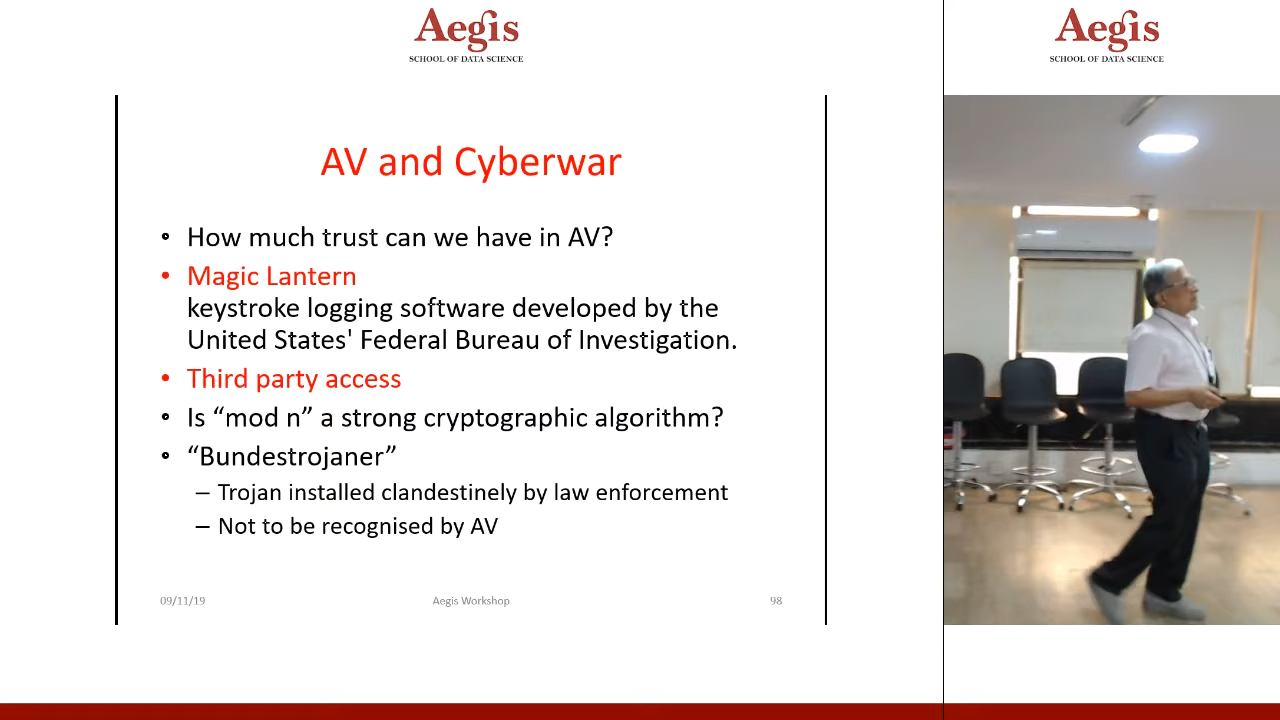 Aegis
SCHOOL OF DATA SCIENCE
Aegis
SCHOOL OF DATA SCIENCE
AV and Cyberwar
• How much trust can we have in AV?
• Magic Lantern
keystroke logging software developed by the
United States' Federal Bureau of Investigation.
• Third party access
• Is “mod n” a strong cryptographic algorithm?
• “Bundestrojaner”
– Trojan installed clandestinely by law enforcement
– Not to be recognised by AV
09/11/19
Aegis Workshop
98